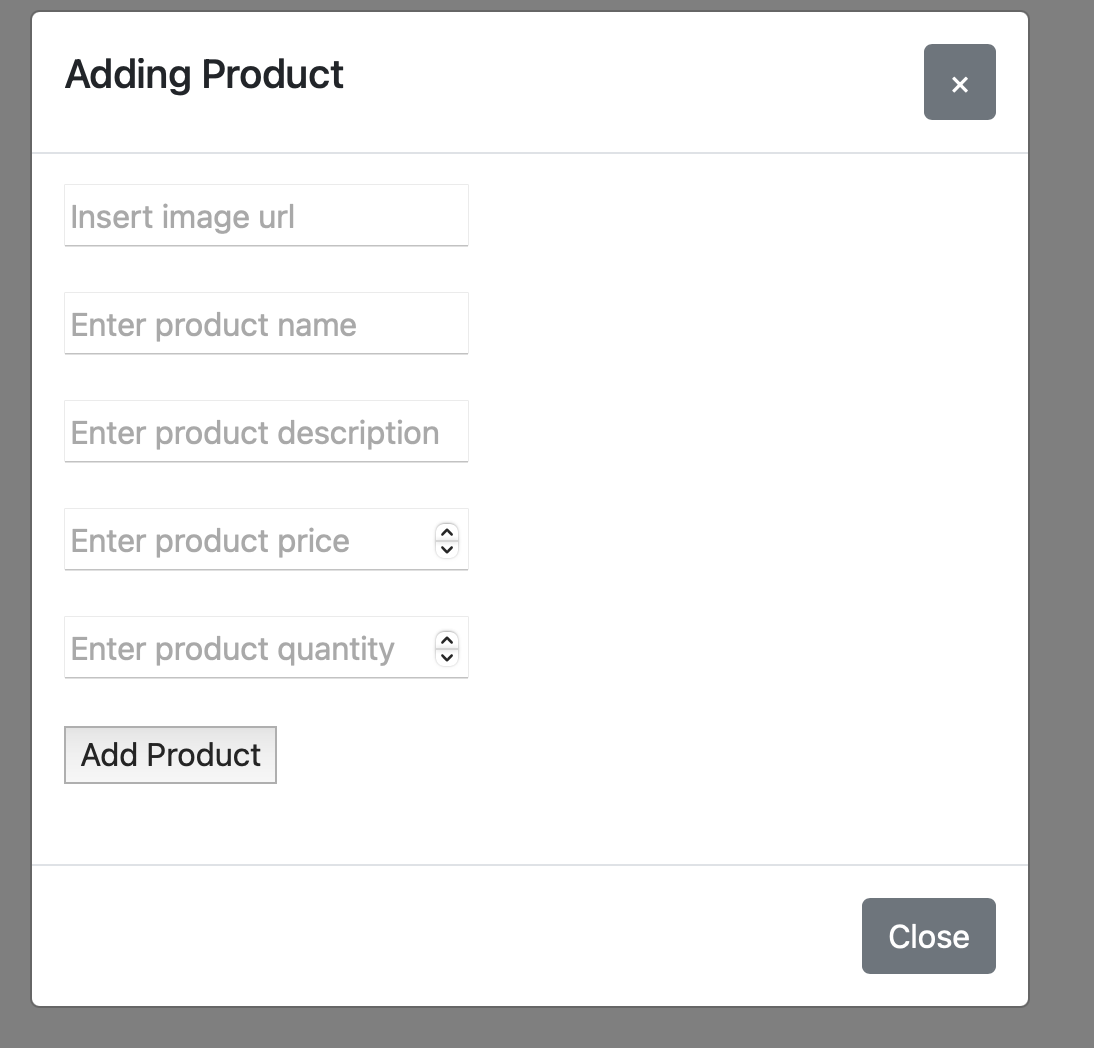 Adding Product
×
Insert image url
Enter product name
Enter product description
Enter product price
Enter product quantity
Add Product
Close